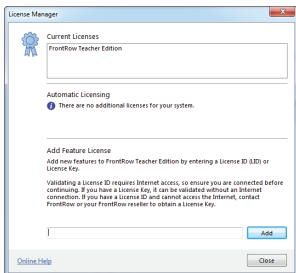 License Manager
Current Licenses
FrontRow Teacher Edition
Automatic Licensing
There are no additional licenses for your system.
Add Feature License
Add new features to FrontRow Teacher Edition by entering a License ID (LID) or
License Key.
Validating a License ID requires Internet access, so ensure you are connected before
continuing. If you have a License Key, it can be validated without an Internet
connection. If you have a License ID and cannot access the Internet, contact
FrontRow or your FrontRow reseller to obtain a License Key.
Add
Online Help
Close